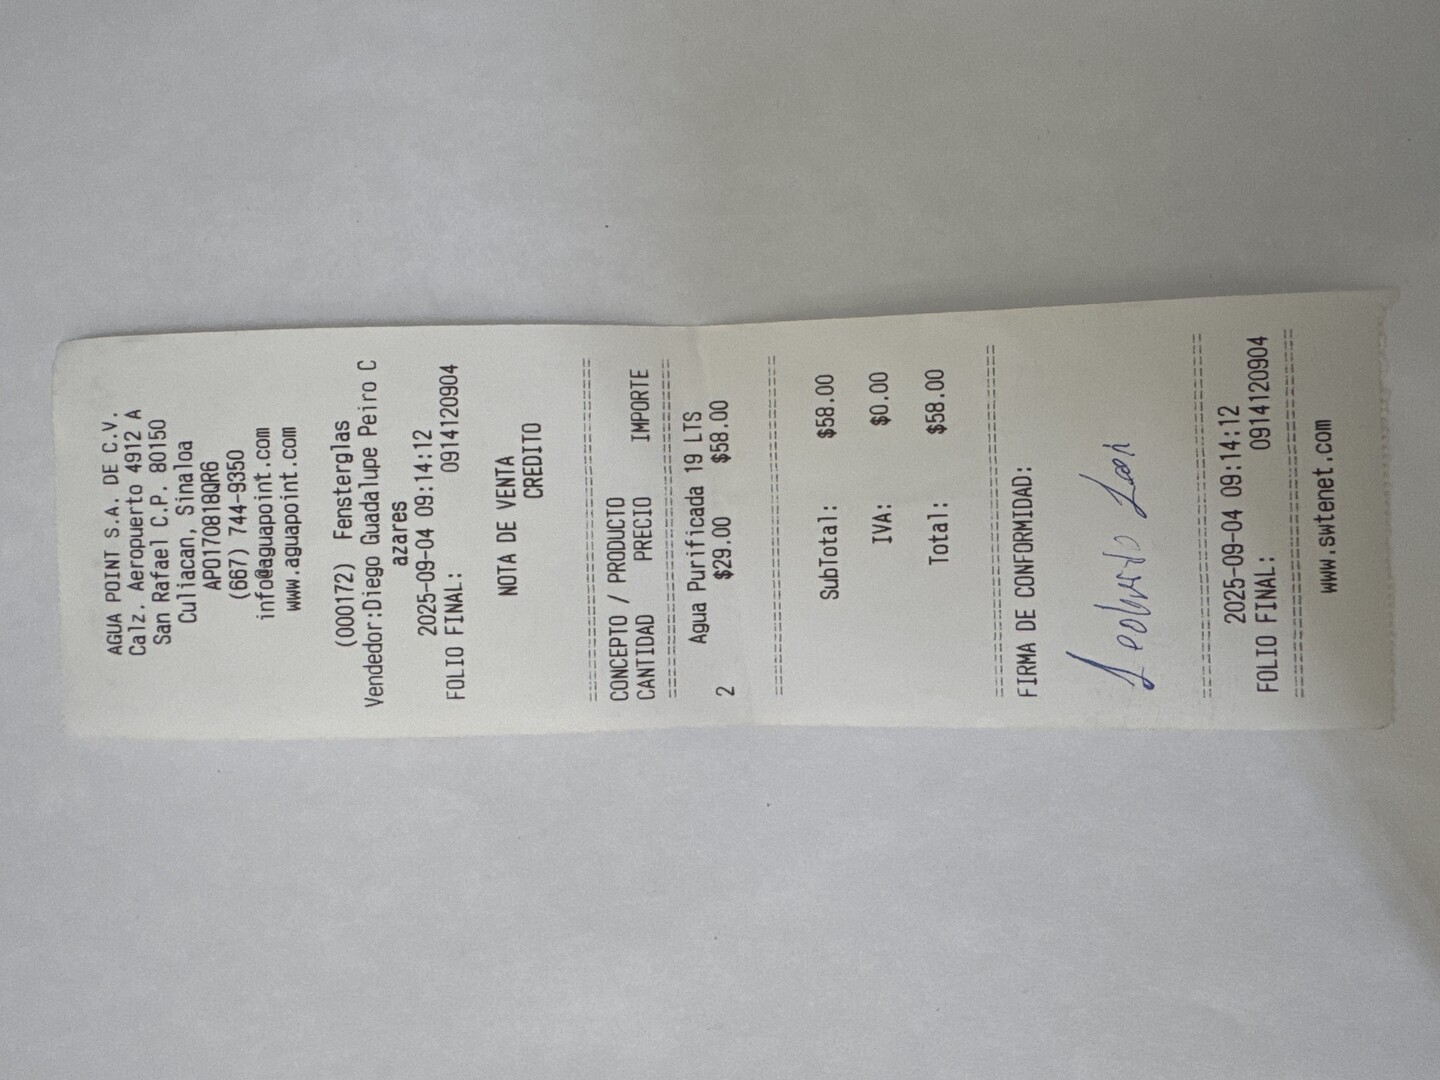 AGUA POINT S.A. DE C.V.
Calz. Aeropuerto 4912 A
San Rafael C.P. 80150
Culiacan, Sinaloa
APO170818QR6
(667) 744-9350
info@aguapoint.com
www.aguapoint.com
(000172) Fensterglas
Vendedor:Diego Guadalupe Peiro C
azares
2025-09-04 09:14:12
FOLIO FINAL: 0914120904
NOTA DE VENTA
CREDITO
================================
CONCEPTO / PRODUCTO
CANTIDAD PRECIO IMPORTE
================================
Agua Purificada 19 LTS
2 $29.00 $58.00
================================
SubTotal: $58.00
IVA: $0.00
Total: $58.00
================================
FIRMA DE CONFORMIDAD:
Leobardo Leon
================================
2025-09-04 09:14:12
FOLIO FINAL: 0914120904
================================
www.swtenet.com